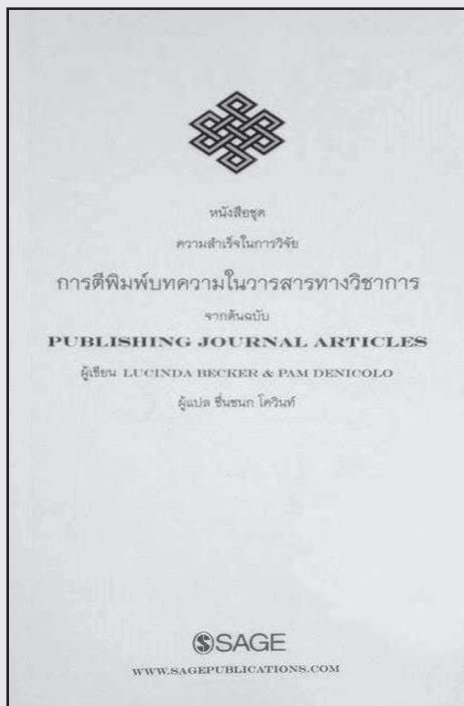 หนังสือชุด
ความสำเร็จในการวิจัย
การตีพิมพ์บทความในวารสารทางวิชาการ
จากต้นฉบับ
PUBLISHING JOURNAL ARTICLES
ผู้เขียน LUCINDA BECKER & PAM DENICOLO
ผู้แปล ชื่นชนก โควินท์
SAGE
WWW.SAGEPUBLICATIONS.COM